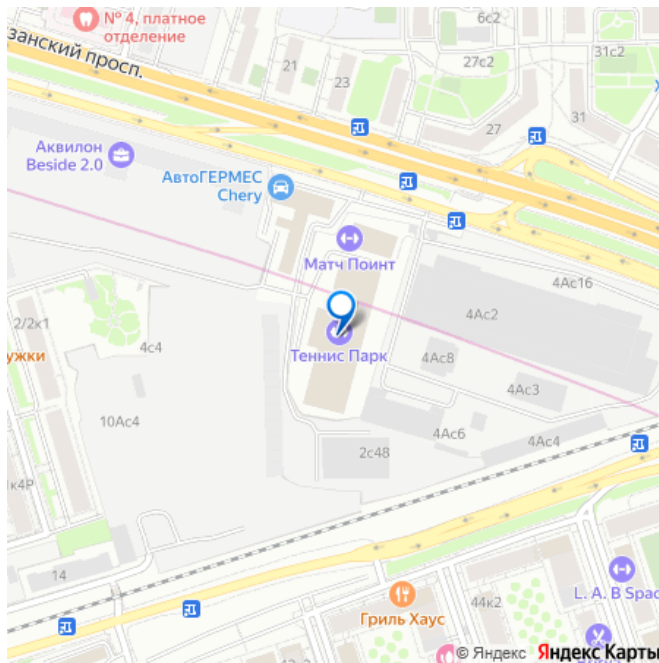 № 4, платное
отделение
занский просп.
6с2
21
23
27с2
31с2
31
27
Аквилон
Beside 2.0
АвтоГЕРМЕС
Chery
Матч Поинт
4Ас16
4Ас2
2/2к1
ужки
4с4
Теннис Парк
4Ас8
4Ас3
10Ас4
4Ас6
4Ас4
2с48
1к4Р
14
L. A. B Spac
Гриль Хаус
44к2
© Яндекс Яндекс Карты